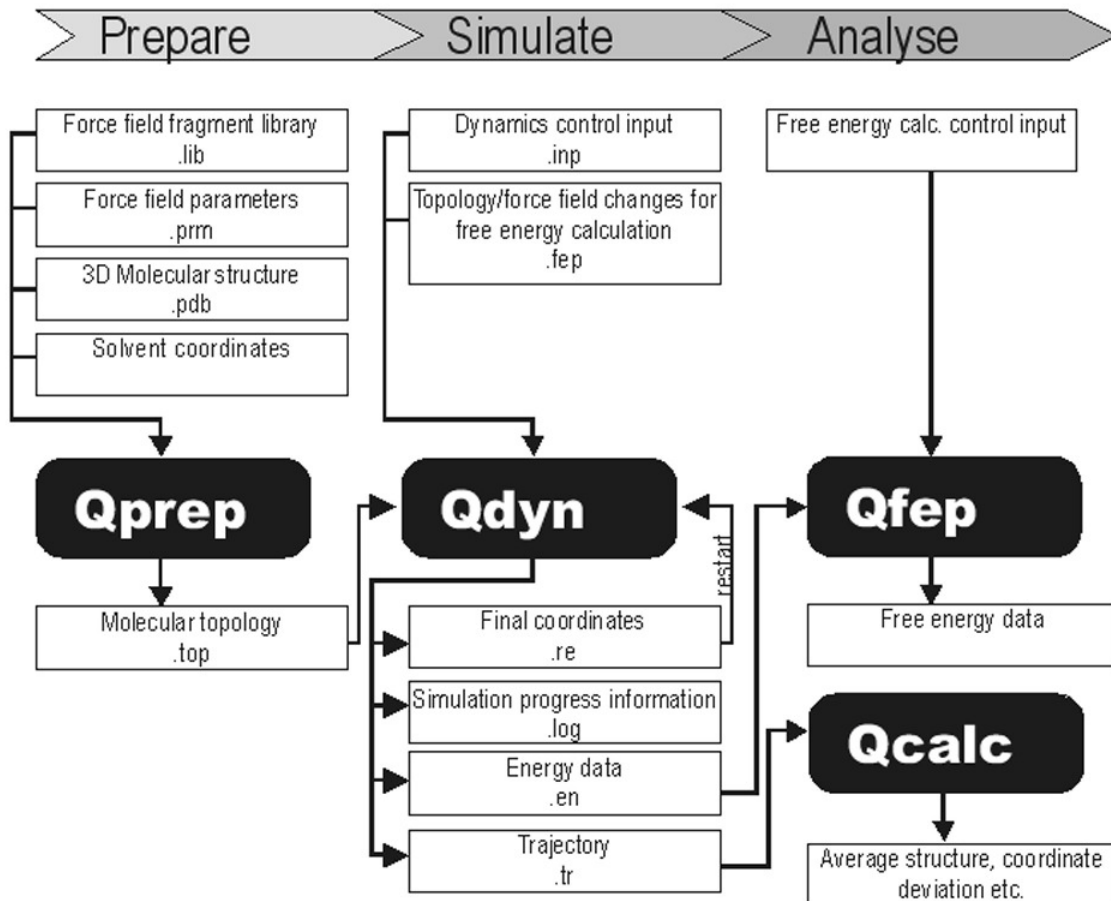 Prepare
Simulate
Analyse
Force field fragment library
.lib
Force field parameters
.prm
3D Molecular structure
.pdb
Solvent coordinates
Dynamics control input
.inp
Topology/force field changes for
free energy calculation
.fep
Free energy calc. control input
Qprep
Qdyn
Qfep
Molecular topology
.top
restart
Final coordinates
.re
Simulation progress information
.log
Energy data
.en
Trajectory
.tr
Free energy data
Qcalc
Average structure, coordinate
deviation etc.